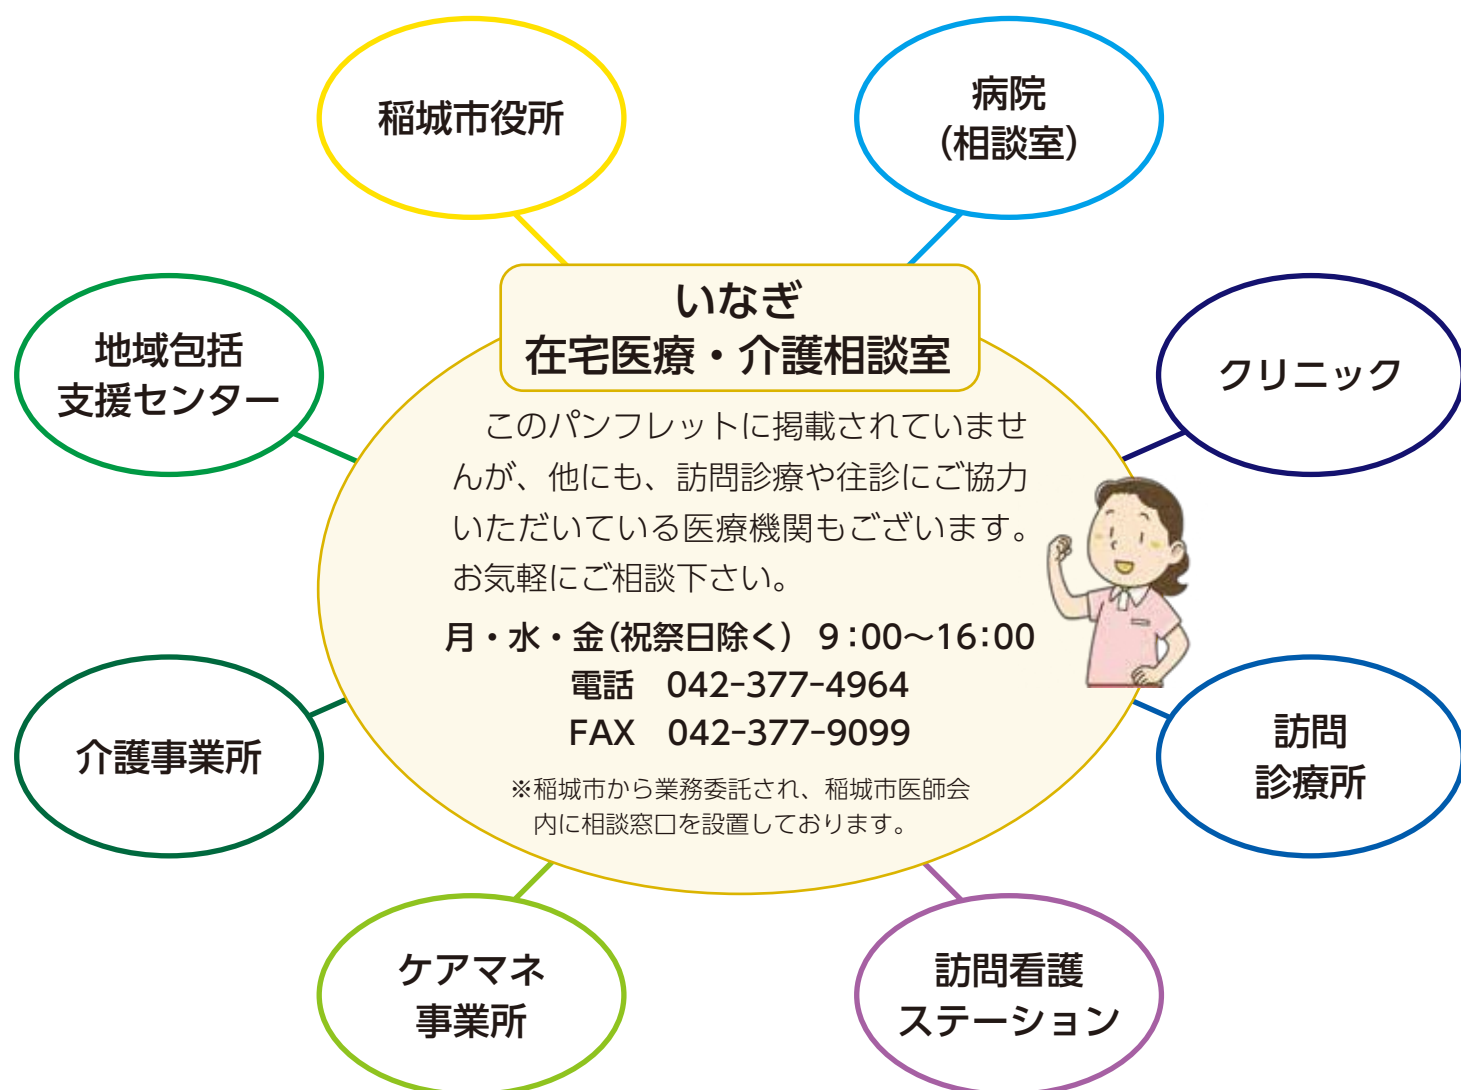 稲城市役所
病院
(相談室)
地域包括
支援センター
いなぎ
在宅医療・介護相談室
クリニック
このパンフレットに掲載されていませ
んが、他にも、訪問診療や往診にご協力
いただいている医療機関もございます。
お気軽にご相談下さい。
月・水・金(祝祭日除く) 9:00〜16:00
電話 042-377-4964
FAX 042-377-9099
※稲城市から業務委託され、稲城市医師会
内に相談窓口を設置しております。
介護事業所
訪問
診療所
ケアマネ
事業所
訪問看護
ステーション